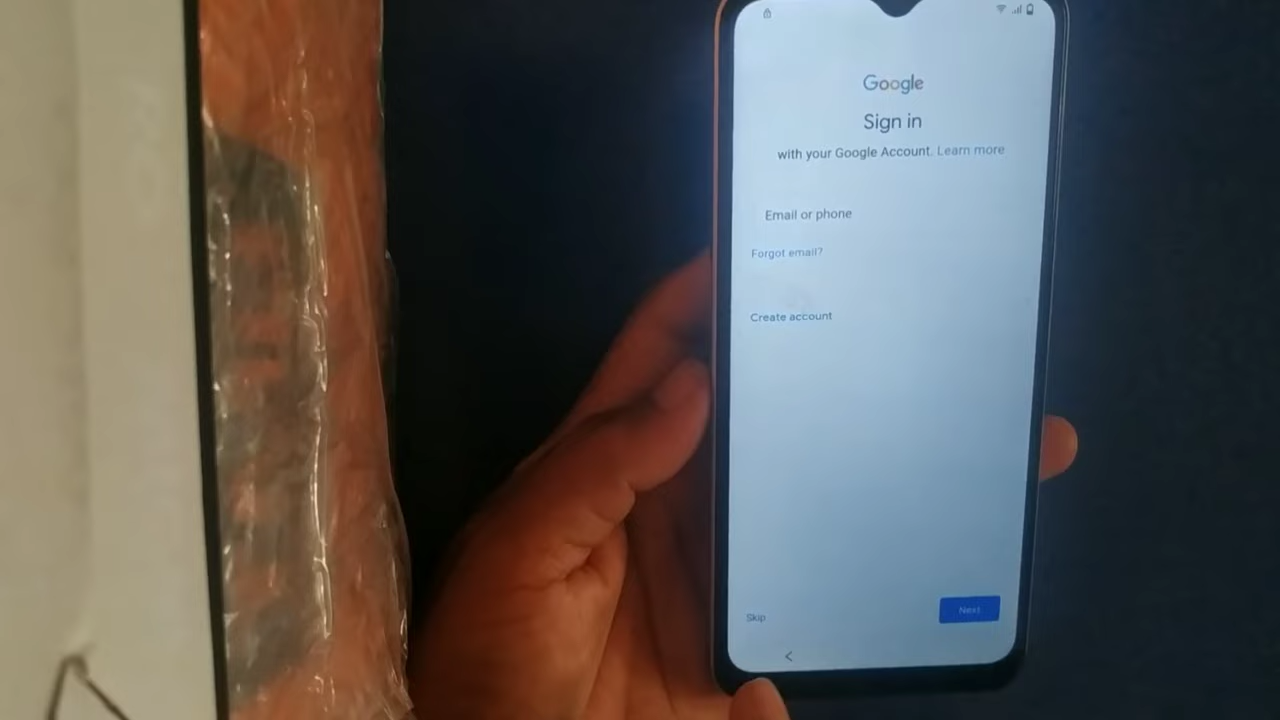 Google
Sign in
with your Google Account. Learn more
Email or phone
Forgot email?
Create account
Skip
Next